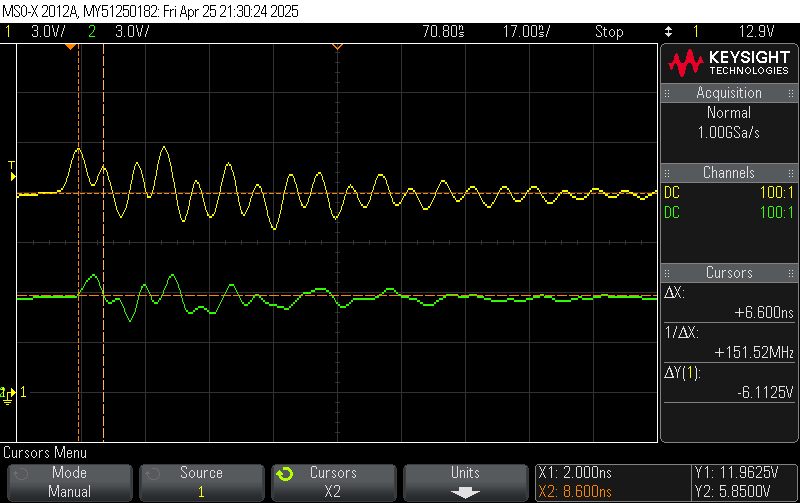 MSO-X 2012A, MY51250182: Fri Apr 25 21:30:24 2025
1 3.0V/ 2 3.0V/ 70.80s 17.00s/ Stop 1 12.9V
KEYSIGHT
TECHNOLOGIES
Acquisition
Normal
1.00GSa/s
Channels
DC 100:1
DC 100:1
Cursors
ΔX:
+6.600ns
1/ΔX:
+151.52MHz
ΔY(1):
-6.1125V
T
2
1
Cursors Menu
Mode
Manual
Source
1
Cursors
X2
Units
X1: 2.000ns
X2: 8.600ns
Y1: 11.9625V
Y2: 5.8500V